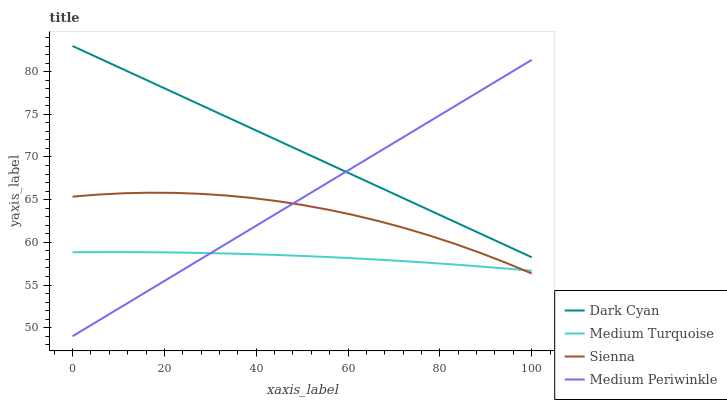 title
yaxis_label
80
75
70
65
60
55
50
0
20
40
60
80
100
xaxis_label
Dark Cyan
Medium Turquoise
Sienna
Medium Periwinkle